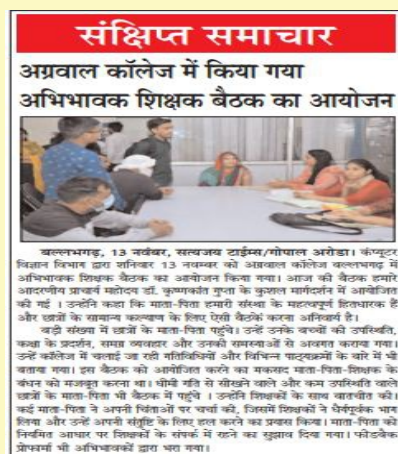 संक्षिप्त समाचार
अग्रवाल कॉलेज में किया गया
अभिभावक शिक्षक बैठक का आयोजन
बल्लभगढ़, 13 नवंबर, सत्यजय टाईम्स/गोपाल अरोडा। कंप्यूटर
विज्ञान विभाग द्वारा शनिवार 13 नवम्बर को अग्रवाल कॉलेज वल्लभगढ़ में
अभिभावक शिक्षक बैठक का आयोजन किया गया। आज की बैठक हमारे
आदरणीय प्राचार्य महोदय डॉ. कृष्णकांत गुप्ता के कुशल मार्गदर्शन में आयोजित
की गई । उन्होंने कहा कि माता-पिता हमारी संस्था के महत्वपूर्ण हितधारक हैं
और छात्रों के सामान्य कल्याण के लिए ऐसी बैठकें करना अनिवार्य है।
बड़ी संख्या में छात्रों के माता-पिता पहुंचे। उन्हें उनके बच्चों की उपस्थिति,
कक्षा के प्रदर्शन, समग्र व्यवहार और उनकी समस्याओं से अवगत कराया गया।
उन्हें कॉलेज में चलाई जा रही गतिविधियों और विभिन्न पाठ्यक्रमों के बारे में भी
बताया गया। इस बैठक को आयोजित करने का मकसद माता-पिता-शिक्षक के
बंधन को मजबूत करना था। धीमी गति से सीखने वाले और कम उपस्थिति वाले
छात्रों के माता-पिता भी बैठक में पहुंचे । उन्होंने शिक्षकों के साथ बातचीत की।
कई माता-पिता ने अपनी चिंताओं पर चर्चा की, जिसमें शिक्षकों ने धैर्यपूर्वक भाग
लिया और उन्हें अपनी संतुष्टि के लिए हल करने का प्रयास किया। माता-पिता को
नियमित आधार पर शिक्षकों के संपर्क में रहने का सुझाव दिया गया। फीडबैक
प्रोफार्मा भी अभिभावकों द्वारा भरा गया।